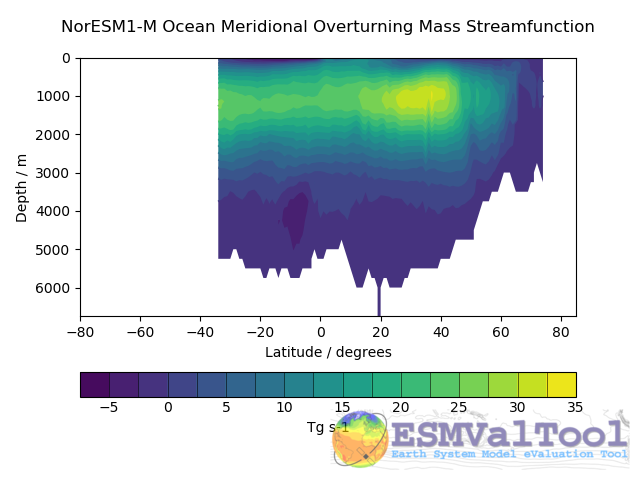 NorESM1-M Ocean Meridional Overturning Mass Streamfunction
0
1000
2000
3000
4000
5000
6000
Depth / m
−80 −60 −40 −20 0 20 40 60 80
Latitude / degrees
−5 0 5 10 15 20 25 30 35
Tg s-1
ESMValTool
Earth System Model eValuation Tool